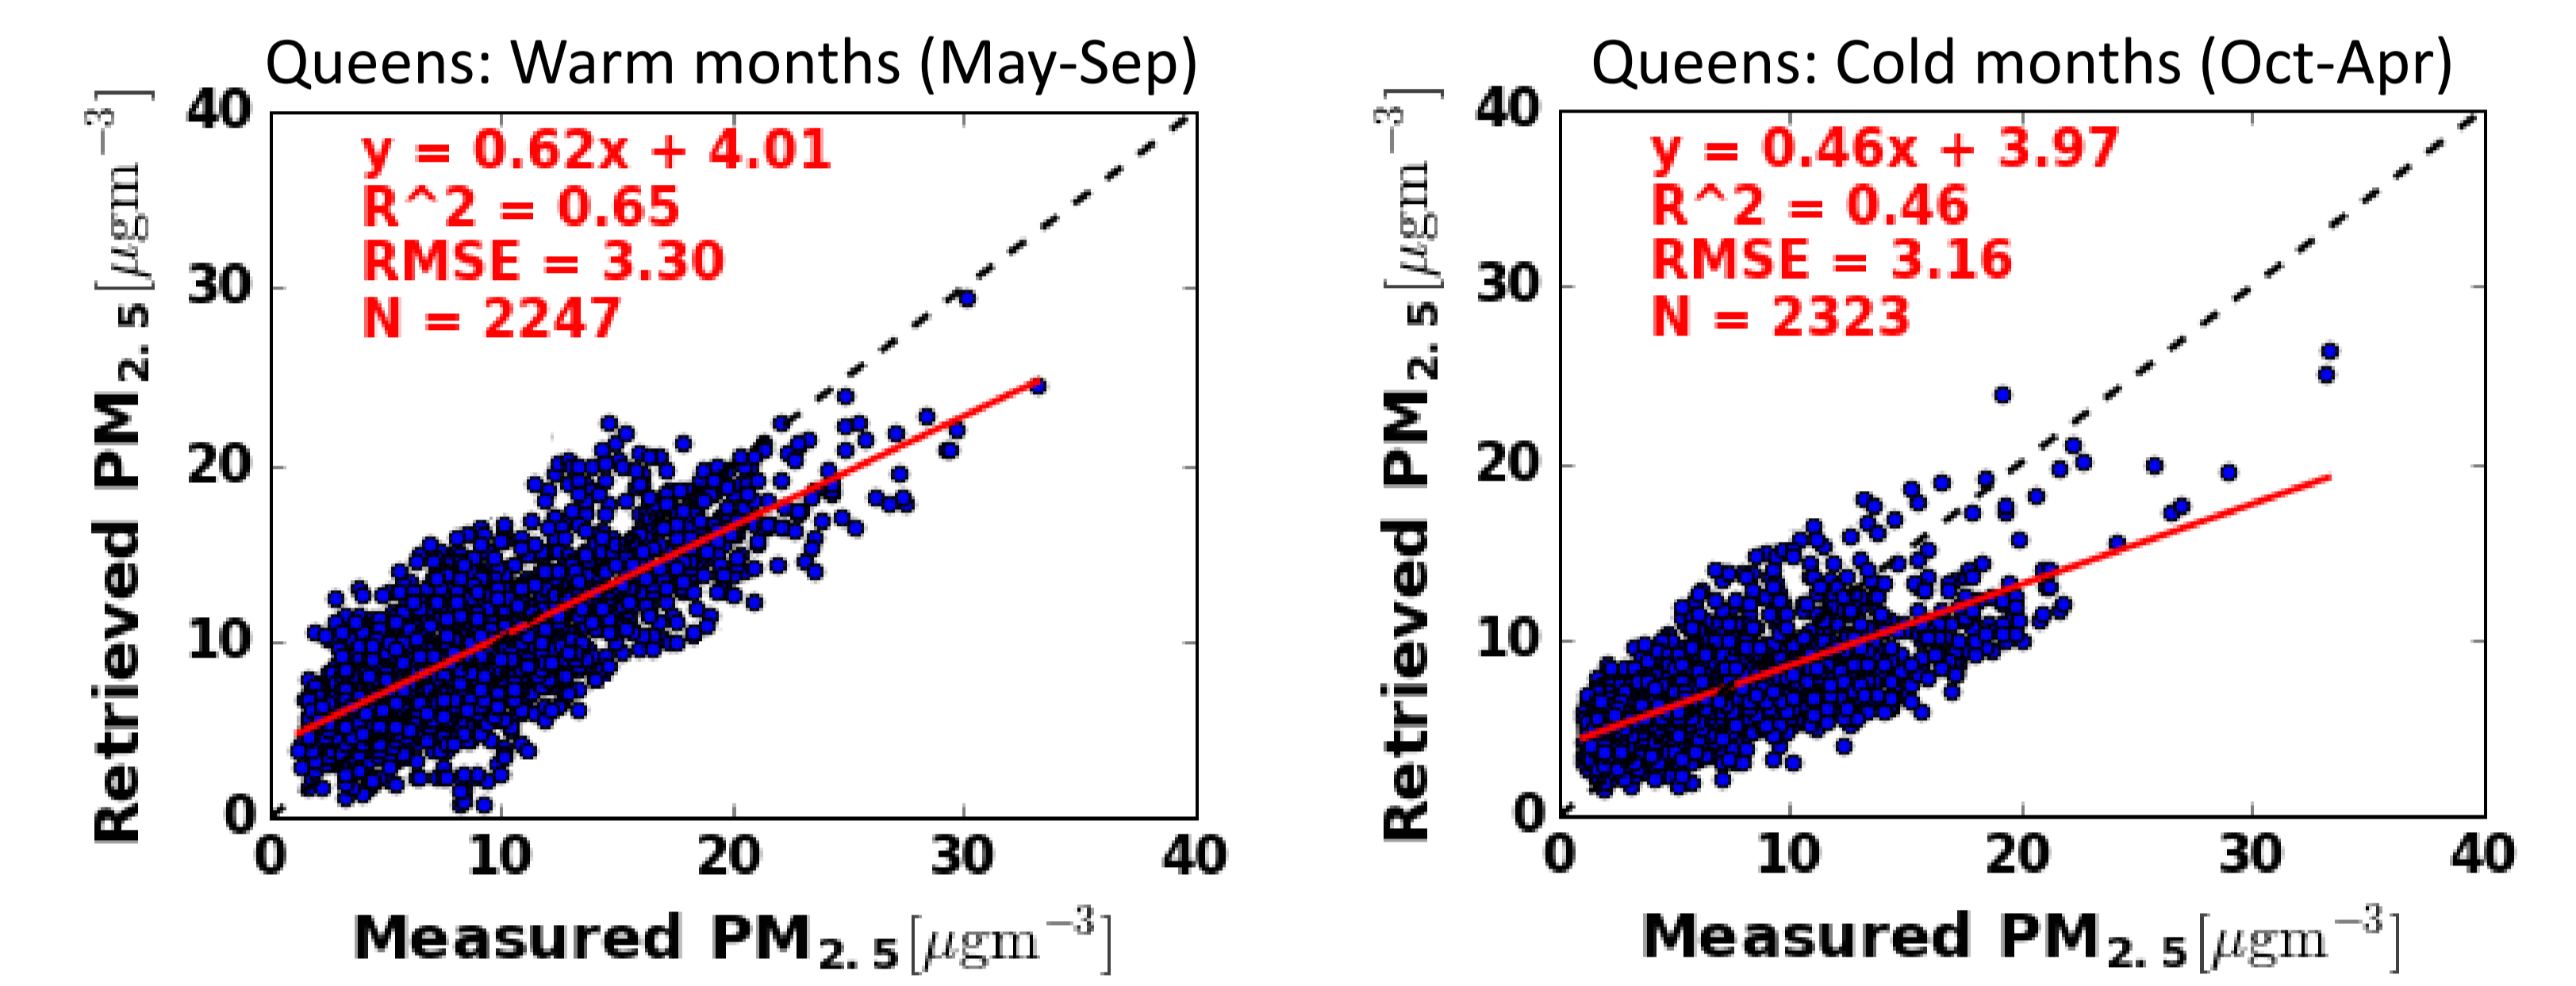 Queens: Warm months (May-Sep)
Retrieved PM2.5[μgm−3]
40
30
20
10
0
y = 0.62x + 4.01
R^2 = 0.65
RMSE = 3.30
N = 2247
0 10 20 30 40
Measured PM2.5[μgm−3]
Queens: Cold months (Oct-Apr)
Retrieved PM2.5[μgm−3]
40
30
20
10
0
y = 0.46x + 3.97
R^2 = 0.46
RMSE = 3.16
N = 2323
0 10 20 30 40
Measured PM2.5[μgm−3]